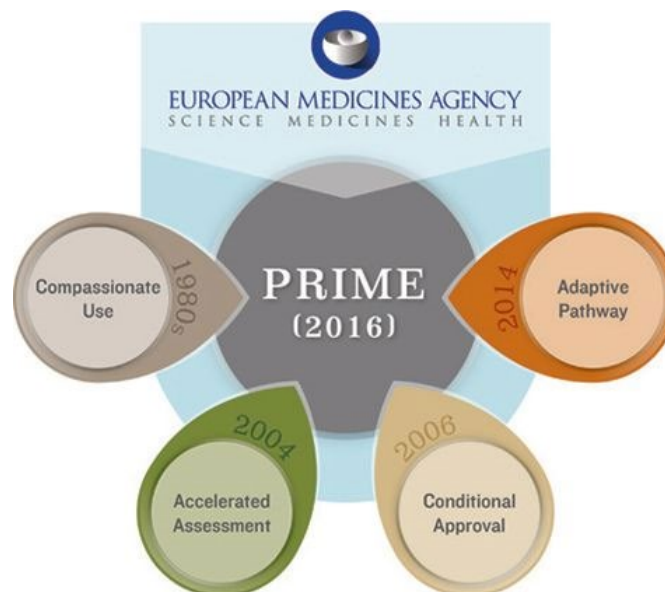 EUROPEAN MEDICINES AGENCY
SCIENCE MEDICINES HEALTH
PRIME
(2016)
1980s
Compassionate
Use
2014
Adaptive
Pathway
2004
Accelerated
Assessment
2006
Conditional
Approval